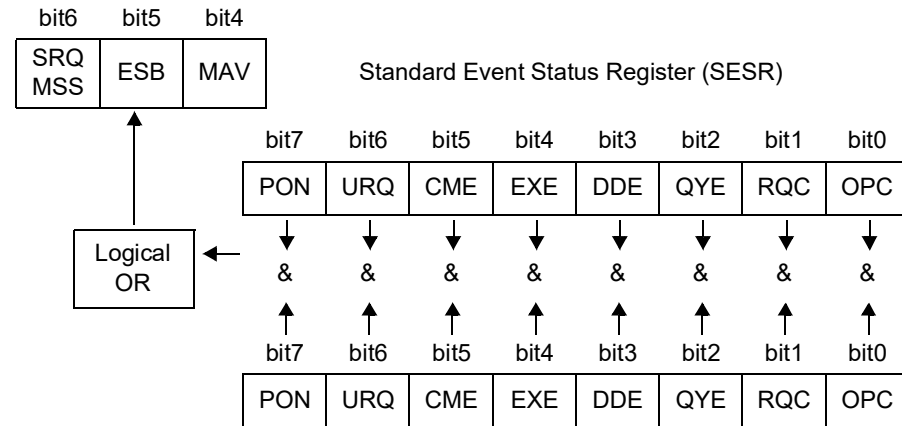 bit6 bit5 bit4
SRQ
MSS ESB MAV
Standard Event Status Register (SESR)
bit7 bit6 bit5 bit4 bit3 bit2 bit1 bit0
PON URQ CME EXE DDE QYE RQC OPC
Logical
OR
& & & & & & & &
bit7 bit6 bit5 bit4 bit3 bit2 bit1 bit0
PON URQ CME EXE DDE QYE RQC OPC